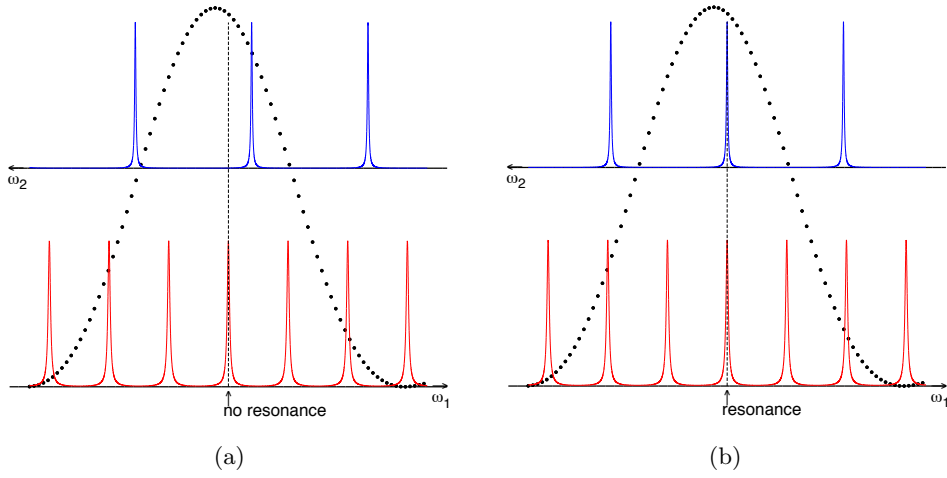 ω₂
ω₁
no resonance
(a)
ω₂
ω₁
resonance
(b)